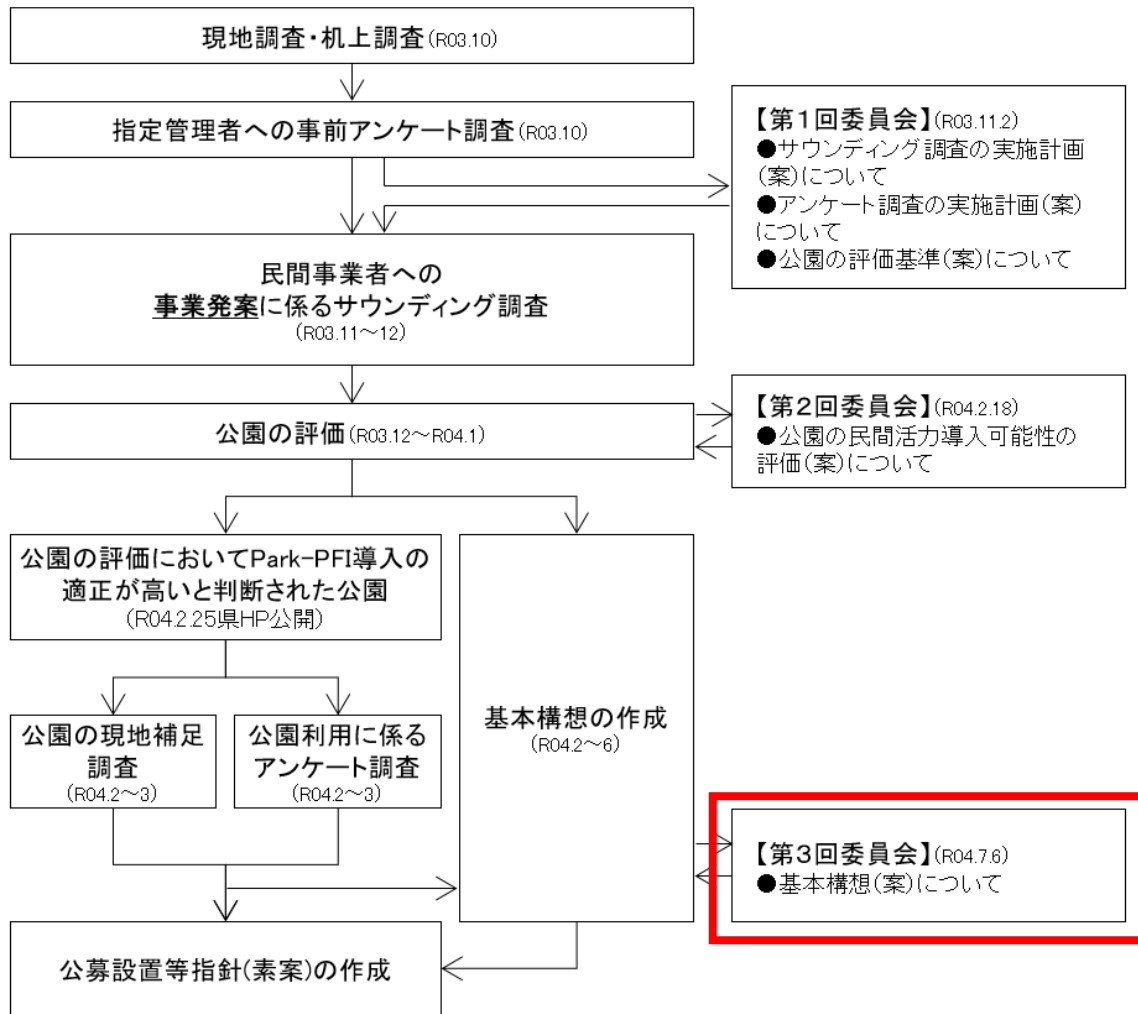 現地調査・机上調査(R03.10)
指定管理者への事前アンケート調査(R03.10)
【第1回委員会】(R03.11.2)
●サウンディング調査の実施計画
(案)について
●アンケート調査の実施計画(案)
について
●公園の評価基準(案)について
民間事業者への
事業発案に係るサウンディング調査
(R03.11～12)
公園の評価(R03.12～R04.1)
【第2回委員会】(R04.2.18)
●公園の民間活力導入可能性の
評価(案)について
公園の評価においてPark-PFI導入の
適正が高いと判断された公園
(R04.2.25県HP公開)
公園の現地補足
調査
(R04.2～3)
公園利用に係る
アンケート調査
(R04.2～3)
基本構想の作成
(R04.2～6)
【第3回委員会】(R04.7.6)
●基本構想(案)について
公募設置等指針(素案)の作成